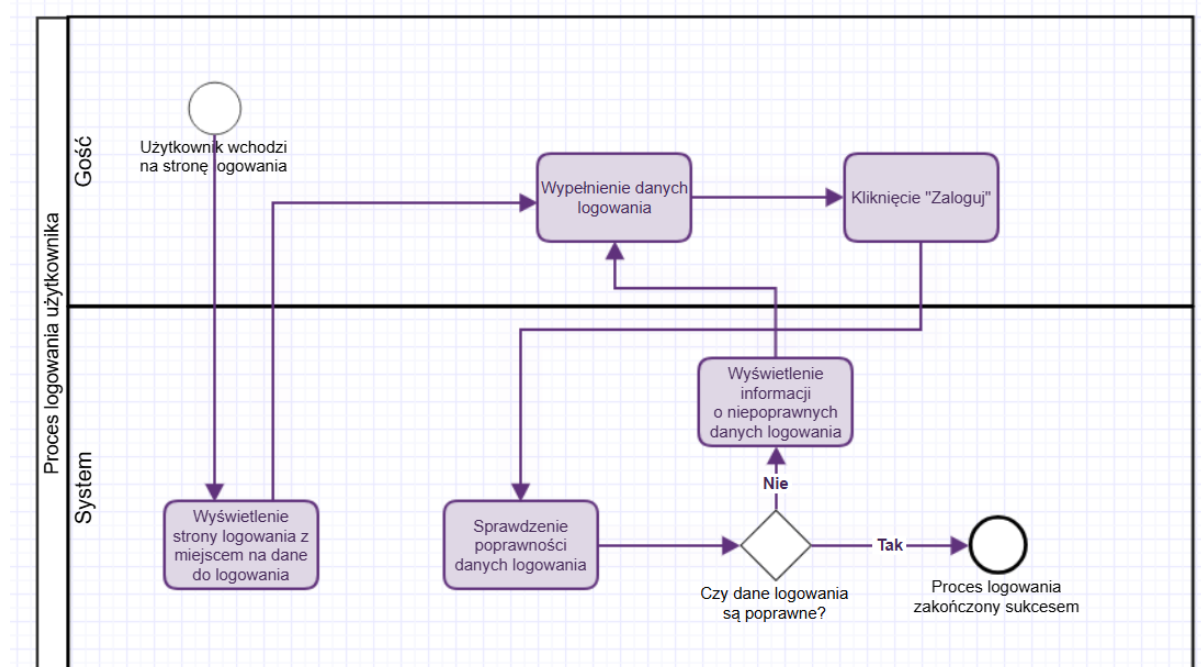 Proces logowania użytkownika
Gość
Użytkownik wchodzi
na stronę logowania
Wypełnienie danych
logowania
Kliknięcie "Zaloguj"
System
Wyświetlenie
informacji
o niepoprawnych
danych logowania
Nie
Wyświetlenie
strony logowania z
miejscem na dane
do logowania
Sprawdzenie
poprawności
danych logowania
Tak
Czy dane logowania
są poprawne?
Proces logowania
zakończony sukcesem